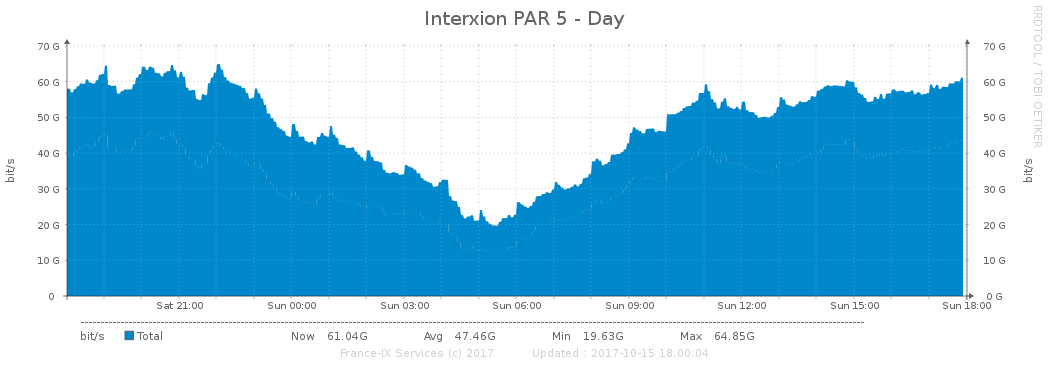 Interxion PAR 5 - Day
RRDTOOL / TOBI OETIKER
bit/s
bit/s
70 G
70 G
60 G
60 G
50 G
50 G
40 G
40 G
30 G
30 G
20 G
20 G
10 G
10 G
0
0 G
Sat 21:00 Sun 00:00 Sun 03:00 Sun 06:00 Sun 09:00 Sun 12:00 Sun 15:00 Sun 18:00
bit/s Total Now 61.04G Avg 47.46G Min 19.63G Max 64.85G
France-IX Services (c) 2017 Updated : 2017-10-15 18:00:04